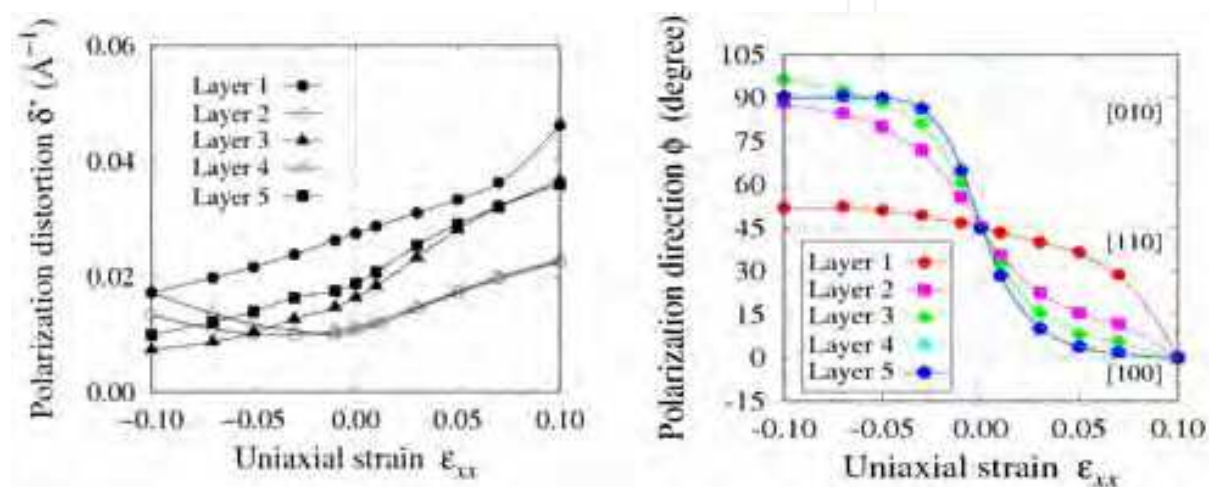 Polarization distortion δ* (Å⁻¹)
0.06
0.04
0.02
0.00
Layer 1
Layer 2
Layer 3
Layer 4
Layer 5
−0.10
−0.05
0.00
0.05
0.10
Uniaxial strain εxx
Polarization direction ϕ (degree)
105
90
75
60
45
30
15
0
-15
[010]
[110]
[100]
Layer 1
Layer 2
Layer 3
Layer 4
Layer 5
-0.10
-0.05
0.00
0.05
0.10
Uniaxial strain εxx